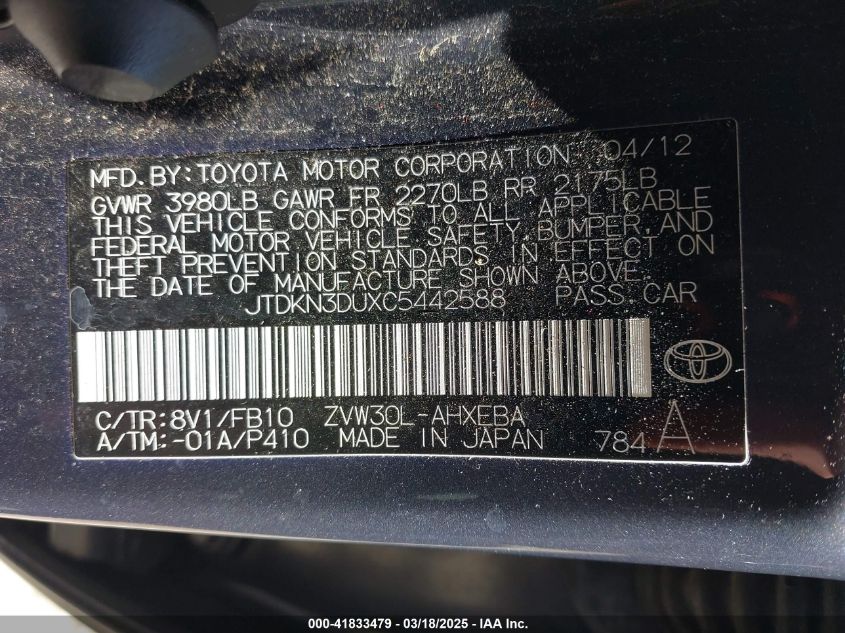 MFD.BY:TOYOTA MOTOR CORPORATION 04/12
GVWR 3980LB GAWR FR 2270LB RR 2175LB
THIS VEHICLE CONFORMS TO ALL APPLICABLE
FEDERAL MOTOR VEHICLE SAFETY, BUMPER, AND
THEFT PREVENTION STANDARDS IN EFFECT ON
THE DATE OF MANUFACTURE SHOWN ABOVE.
JTDKN3DUXC5442588 PASS.CAR
C/TR:8V1/FB10 ZVW30L-AHXEBA
A/TM:-01A/P410 MADE IN JAPAN 784 A
000-41833479 - 03/18/2025 - IAA Inc.